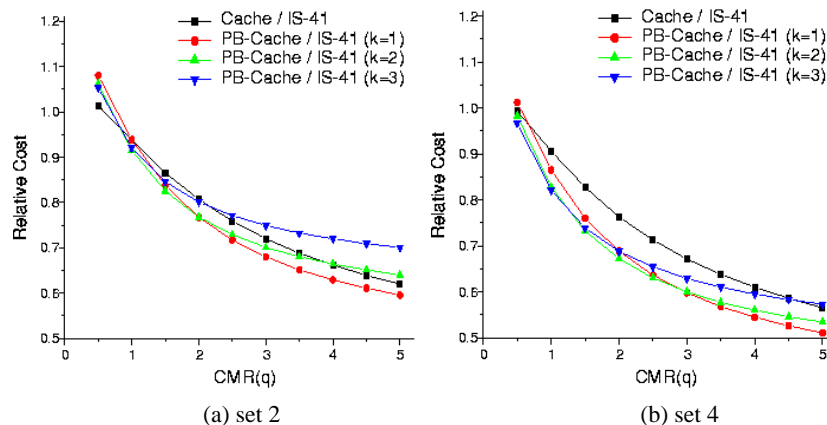 Cache / IS-41
PB-Cache / IS-41 (k=1)
PB-Cache / IS-41 (k=2)
PB-Cache / IS-41 (k=3)
1.2
1.1
1.0
0.9
0.8
0.7
0.6
0.5
Relative Cost
0 1 2 3 4 5
CMR(q)
(a) set 2
Cache / IS-41
PB-Cache / IS-41 (k=1)
PB-Cache / IS-41 (k=2)
PB-Cache / IS-41 (k=3)
1.2
1.1
1.0
0.9
0.8
0.7
0.6
0.5
Relative Cost
0 1 2 3 4 5
CMR(q)
(b) set 4